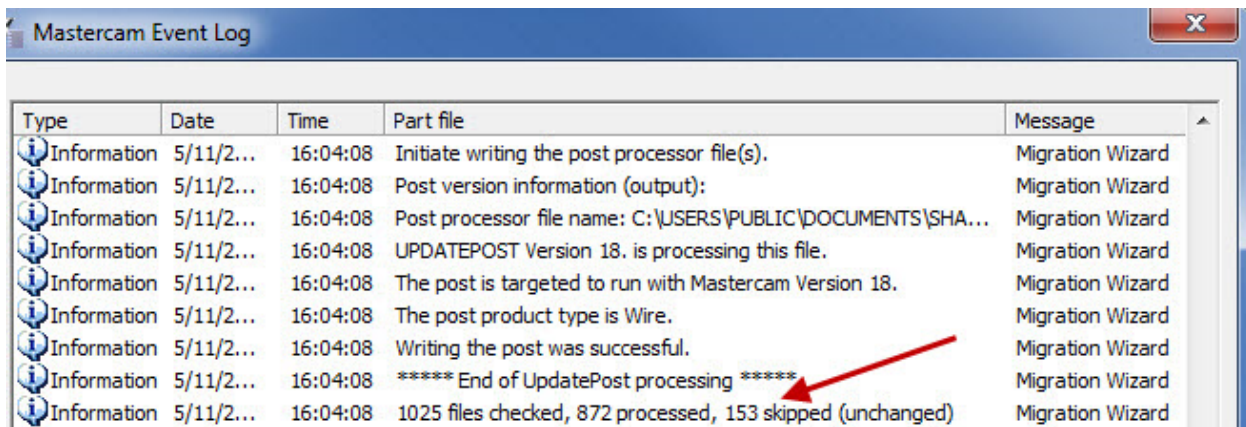 Mastercam Event Log
X
Type Date Time Part file Message
Information 5/11/2... 16:04:08 Initiate writing the post processor file(s). Migration Wizard
Information 5/11/2... 16:04:08 Post version information (output): Migration Wizard
Information 5/11/2... 16:04:08 Post processor file name: C:\USERS\PUBLIC\DOCUMENTS\SHA... Migration Wizard
Information 5/11/2... 16:04:08 UPDATEPOST Version 18. is processing this file. Migration Wizard
Information 5/11/2... 16:04:08 The post is targeted to run with Mastercam Version 18. Migration Wizard
Information 5/11/2... 16:04:08 The post product type is Wire. Migration Wizard
Information 5/11/2... 16:04:08 Writing the post was successful. Migration Wizard
Information 5/11/2... 16:04:08 ***** End of UpdatePost processing ***** Migration Wizard
Information 5/11/2... 16:04:08 1025 files checked, 872 processed, 153 skipped (unchanged) Migration Wizard